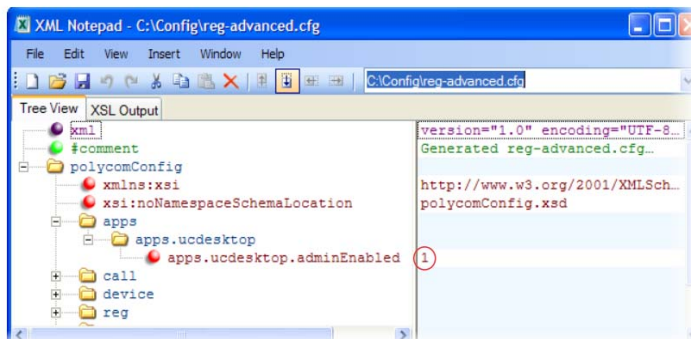 XML Notepad - C:\Config\reg-advanced.cfg
File Edit View Insert Window Help
C:\Config\reg-advanced.cfg
Tree View XSL Output
xml version="1.0" encoding="UTF-8...
#comment Generated reg-advanced.cfg...
polycomConfig
xmlns:xsi http://www.w3.org/2001/XMLSch...
xsi:noNamespaceSchemaLocation polycomConfig.xsd
apps
apps.ucdesktop
apps.ucdesktop.adminEnabled 1
call
device
reg